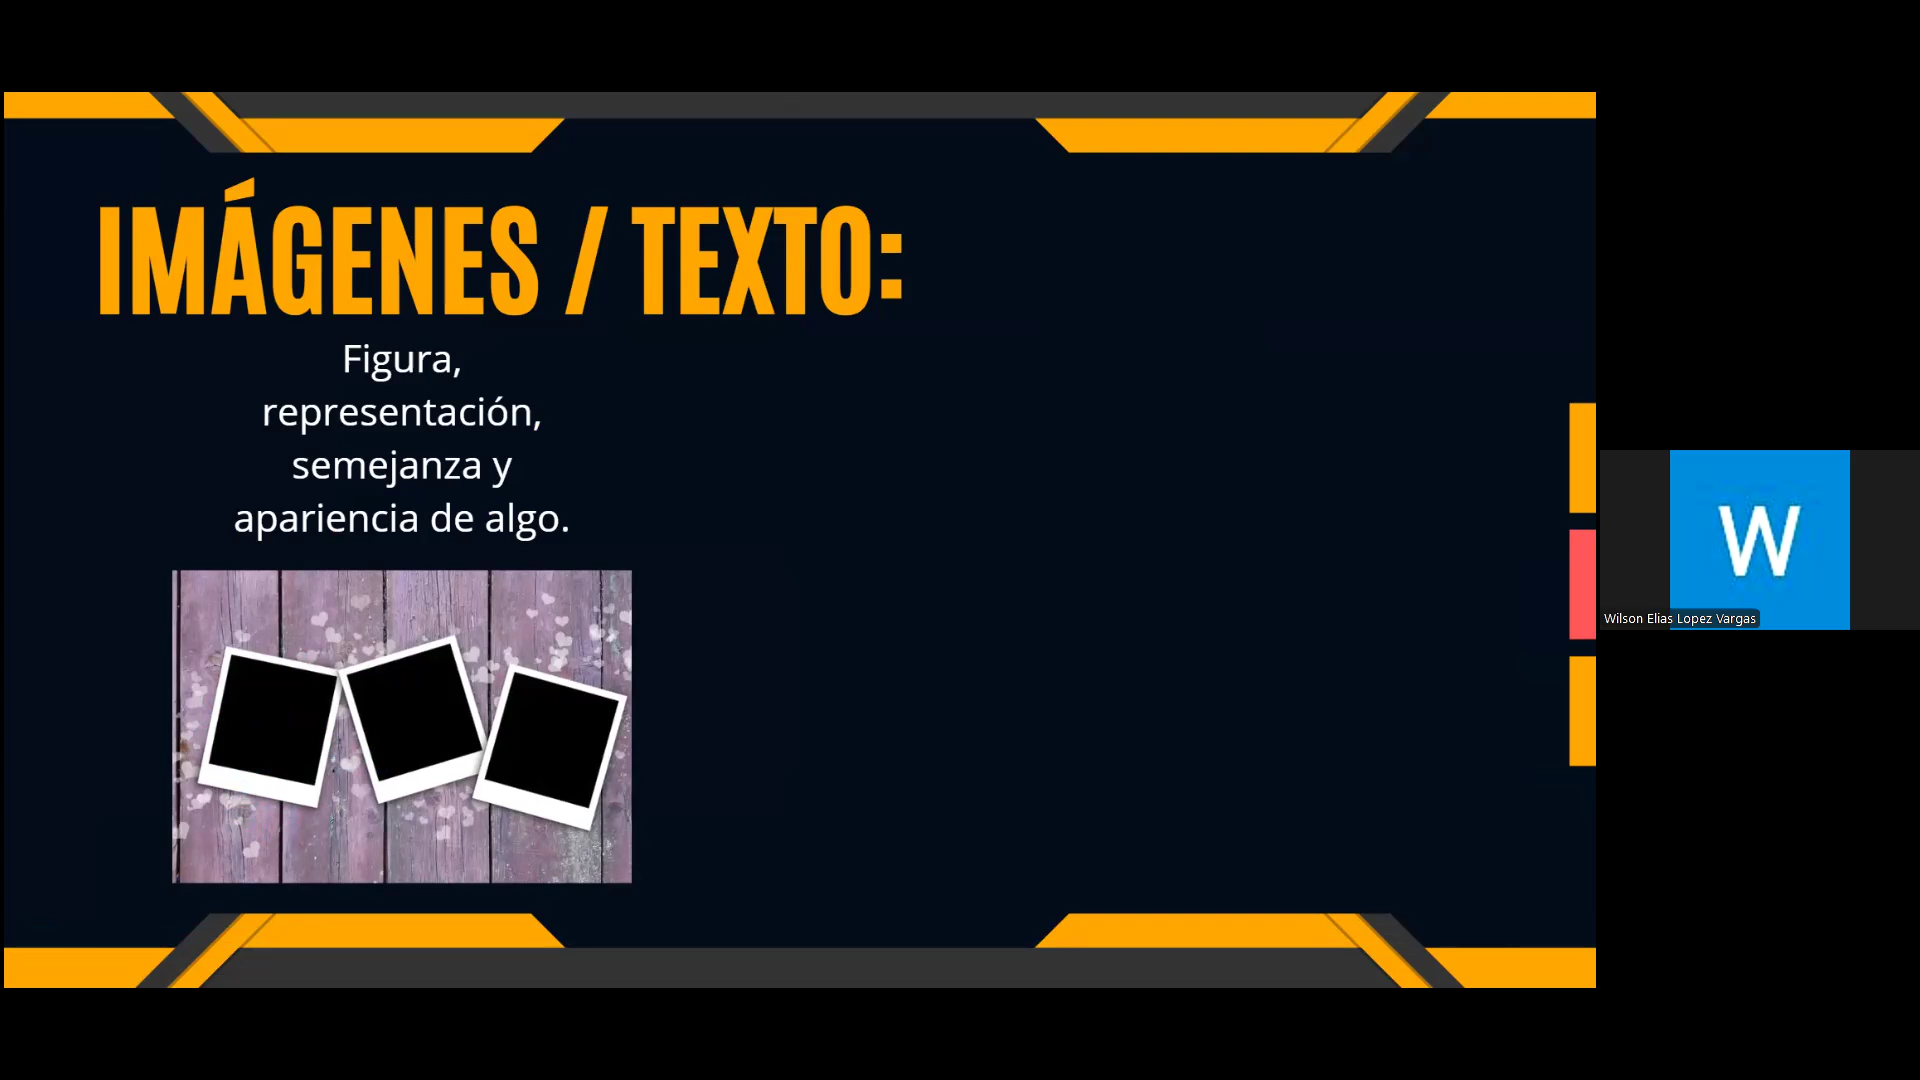 IMÁGENES / TEXTO:
Figura,
representación,
semejanza y
apariencia de algo.
W
Wilson Elias Lopez Vargas